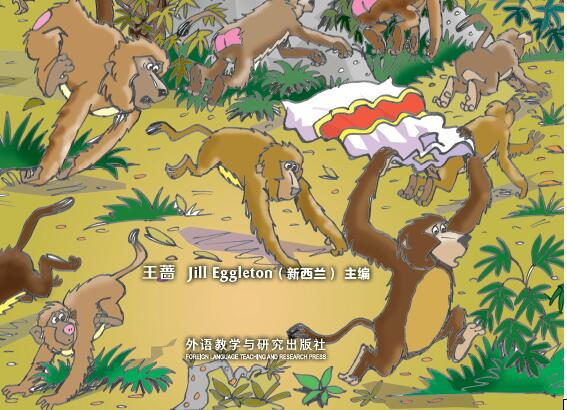 王蔷 Jill Eggleton（新西兰） 主编
外语教学与研究出版社
FOREIGN LANGUAGE TEACHING AND RESEARCH PRESS